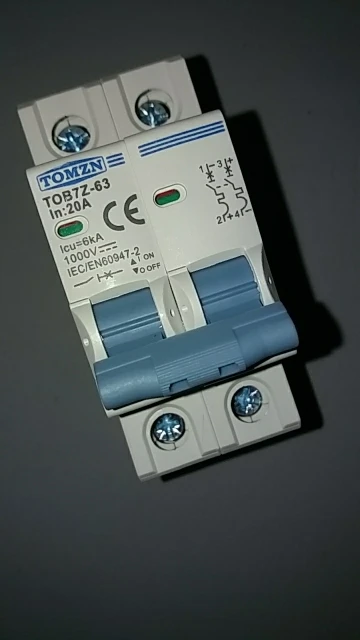 TOMZN
TOB7Z-63
In:20A
CE
Icu=6kA
1000V⎓
IEC/EN60947-2
▲I ON
▼O OFF
1 3+
2+4-